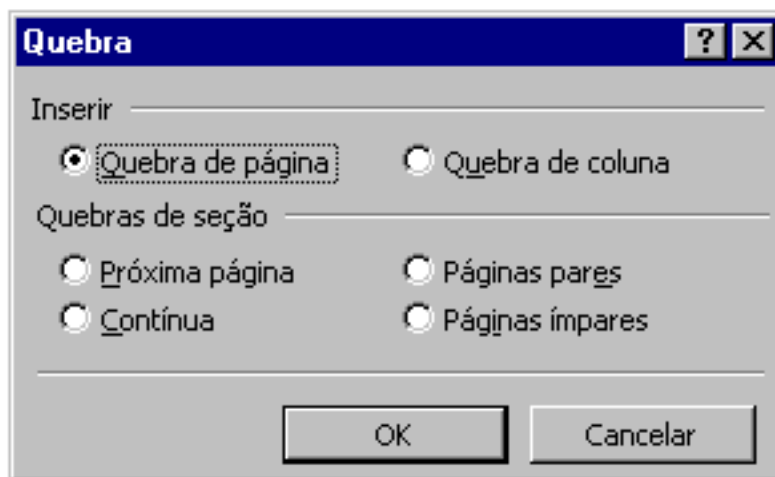 Quebra
Inserir
Quebra de página Quebra de coluna
Quebras de seção
Próxima página Páginas pares
Contínua Páginas ímpares
OK Cancelar